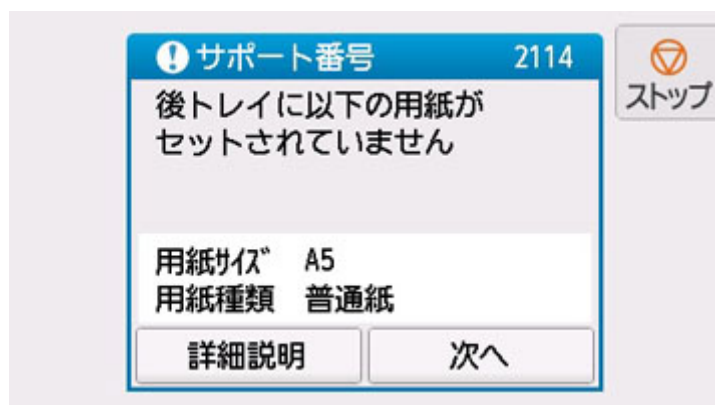 サポート番号 2114
ストップ
後トレイに以下の用紙が
セットされていません
用紙ｻｲｽﾞ A5
用紙種類 普通紙
詳細説明 次へ